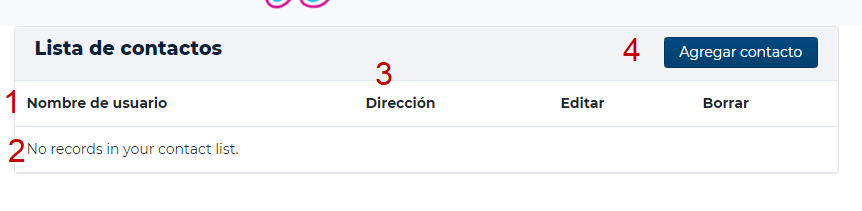 Lista de contactos
4 Agregar contacto
3
1 Nombre de usuario Dirección Editar Borrar
2 No records in your contact list.